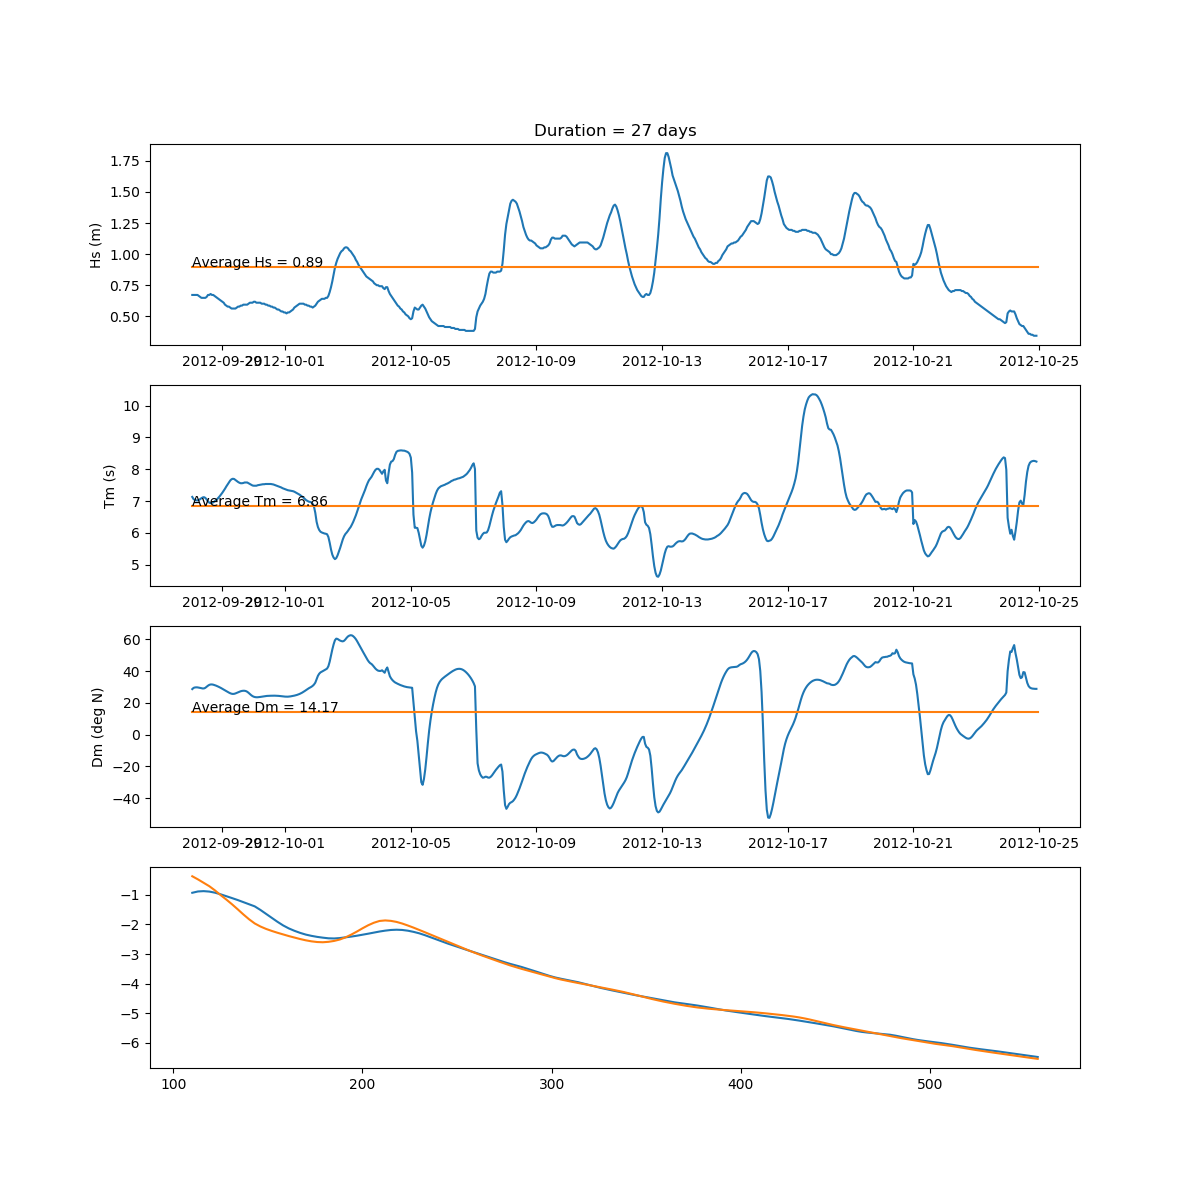 Duration = 27 days
1.75
1.50
1.25
1.00
0.75
0.50
Hs (m)
Average Hs = 0.89
2012-09-29 2012-10-01 2012-10-05 2012-10-09 2012-10-13 2012-10-17 2012-10-21 2012-10-25
10
9
8
7
6
5
Tm (s)
Average Tm = 6.86
2012-09-29 2012-10-01 2012-10-05 2012-10-09 2012-10-13 2012-10-17 2012-10-21 2012-10-25
60
40
20
0
−20
−40
Dm (deg N)
Average Dm = 14.17
2012-09-29 2012-10-01 2012-10-05 2012-10-09 2012-10-13 2012-10-17 2012-10-21 2012-10-25
−1
−2
−3
−4
−5
−6
100 200 300 400 500